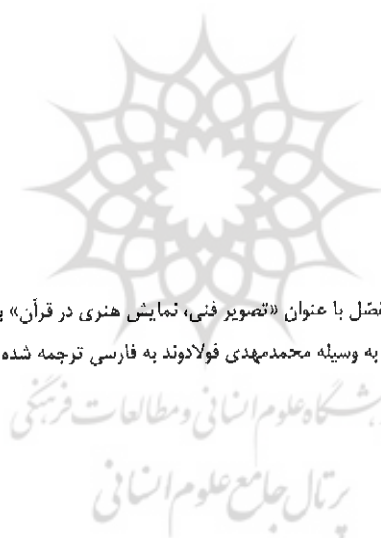 فصّل با عنوان «تصویر فنی، نمایش هنری در قرآن»
به وسیله محمدمهدی فولادوند به فارسی ترجمه شده
گاه علوم انسانی و مطالعات فرهنگی
پرتال جامع علوم انسانی